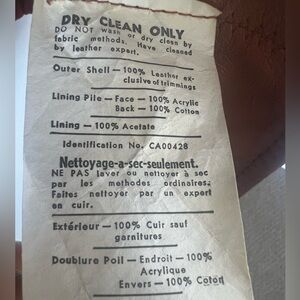 DRY CLEAN ONLY
DO NOT wash or dry clean by
fabric methods. Have cleaned
by leather expert.
Outer Shell — 100% Leather ex-
clusive of trimmings
Lining Pile — Face — 100% Acrylic
Back — 100% Cotton
Lining — 100% Acetate
Identification No. CA00428
Nettoyage-a-sec-seulement.
NE PAS laver ou nettoyer à sec
par les methodes ordinaires.
Faites nettoyer par un expert
en cuir.
Extérieur — 100% Cuir sauf
garnitures
Doublure Poil — Endroit — 100%
Acrylique
Envers — 100% Coton